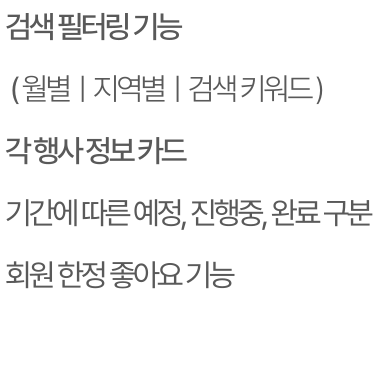 검색 필터링 기능
( 월별 | 지역별 | 검색 키워드 )
각 행사 정보 카드
기간에 따른 예정, 진행중, 완료 구분
회원 한정 좋아요 기능